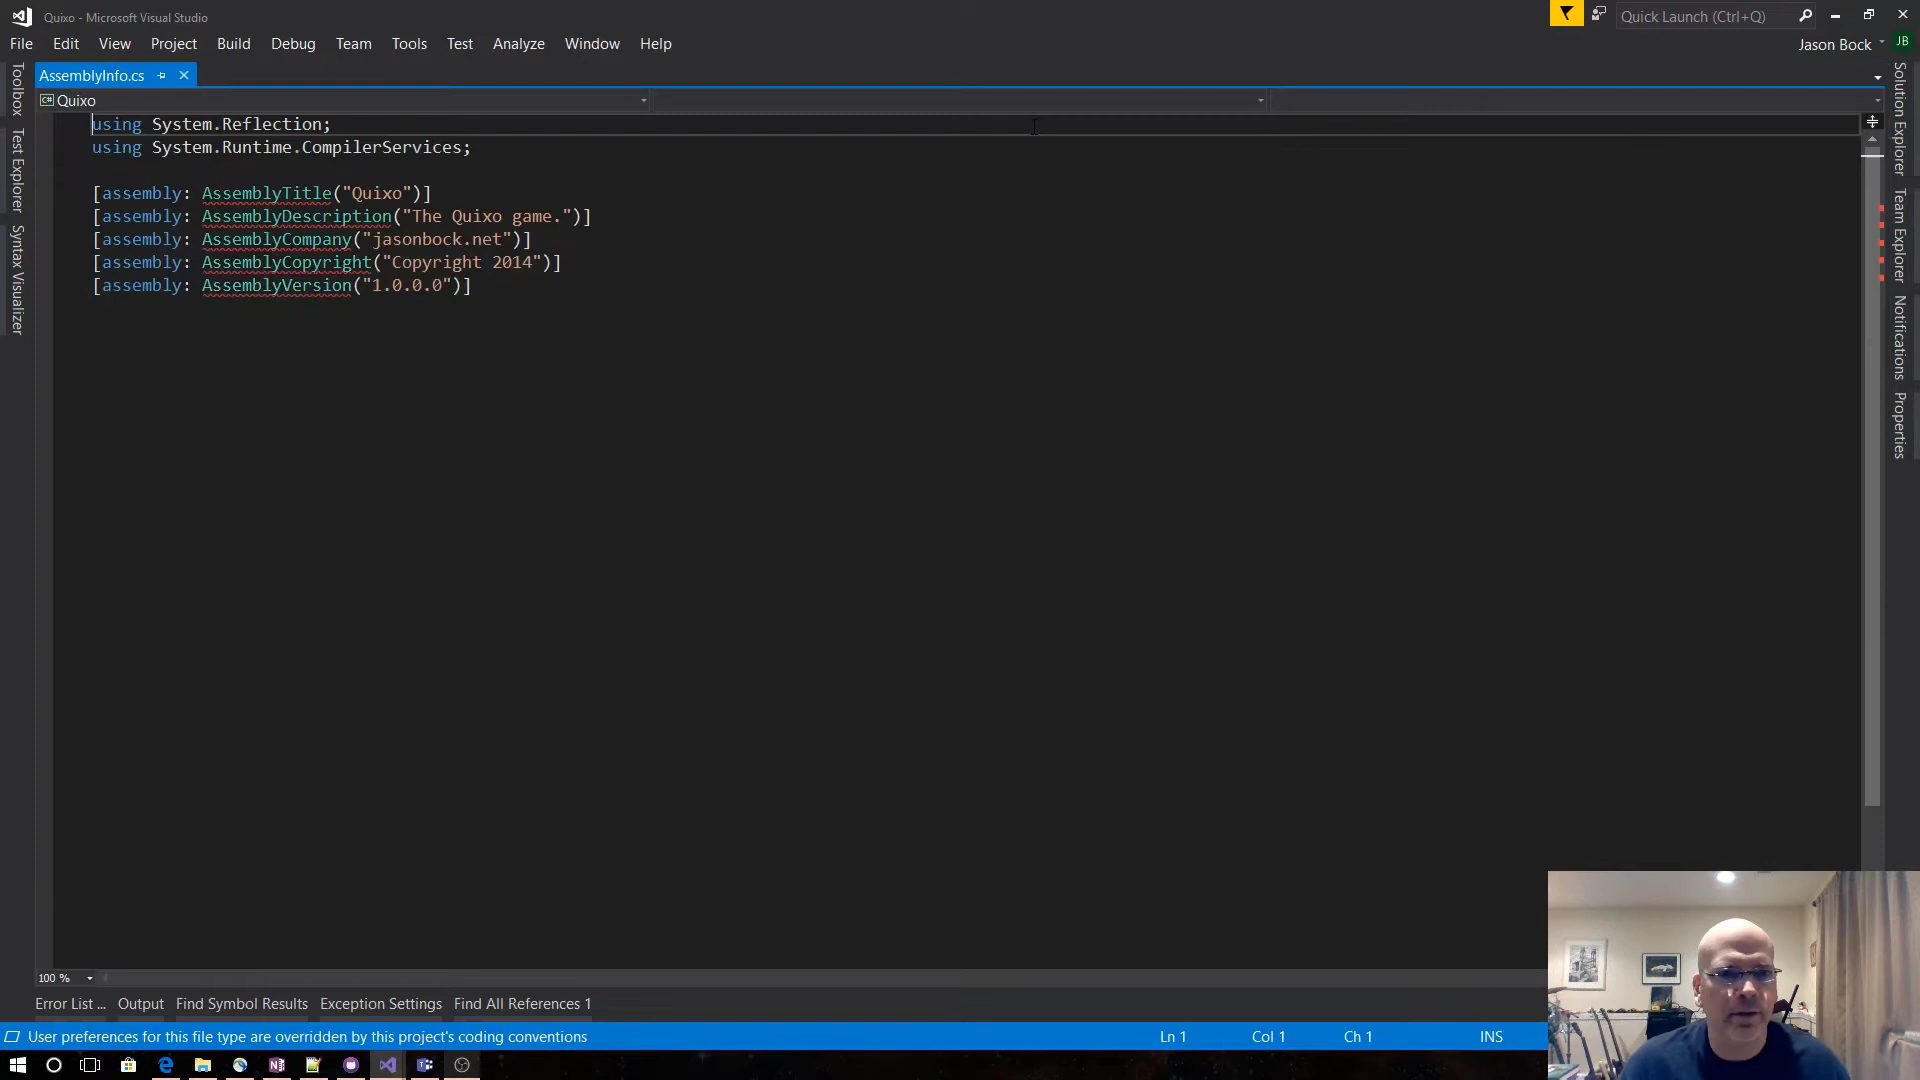 Quixo - Microsoft Visual Studio
Quick Launch (Ctrl+Q)
File Edit View Project Build Debug Team Tools Test Analyze Window Help
Jason Bock JB
AssemblyInfo.cs
C# Quixo
Toolbox
Test Explorer
Syntax Visualizer
using System.Reflection;
using System.Runtime.CompilerServices;
[assembly: AssemblyTitle("Quixo")]
[assembly: AssemblyDescription("The Quixo game.")]
[assembly: AssemblyCompany("jasonbock.net")]
[assembly: AssemblyCopyright("Copyright 2014")]
[assembly: AssemblyVersion("1.0.0.0")]
Solution Explorer
Team Explorer
Notifications
Properties
100 %
Error List ... Output Find Symbol Results Exception Settings Find All References 1
User preferences for this file type are overridden by this project's coding conventions
Ln 1 Col 1 Ch 1 INS